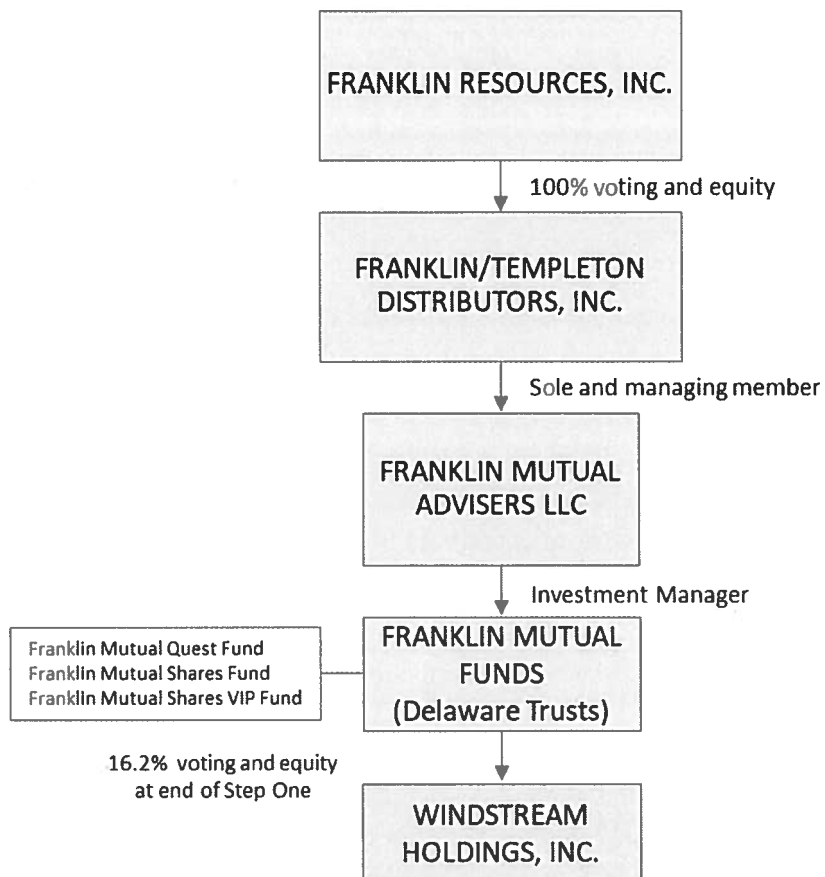 FRANKLIN RESOURCES, INC.
100% voting and equity
FRANKLIN/TEMPLETON
DISTRIBUTORS, INC.
Sole and managing member
FRANKLIN MUTUAL
ADVISERS LLC
Investment Manager
Franklin Mutual Quest Fund
Franklin Mutual Shares Fund
Franklin Mutual Shares VIP Fund
FRANKLIN MUTUAL
FUNDS
(Delaware Trusts)
16.2% voting and equity
at end of Step One
WINDSTREAM
HOLDINGS, INC.